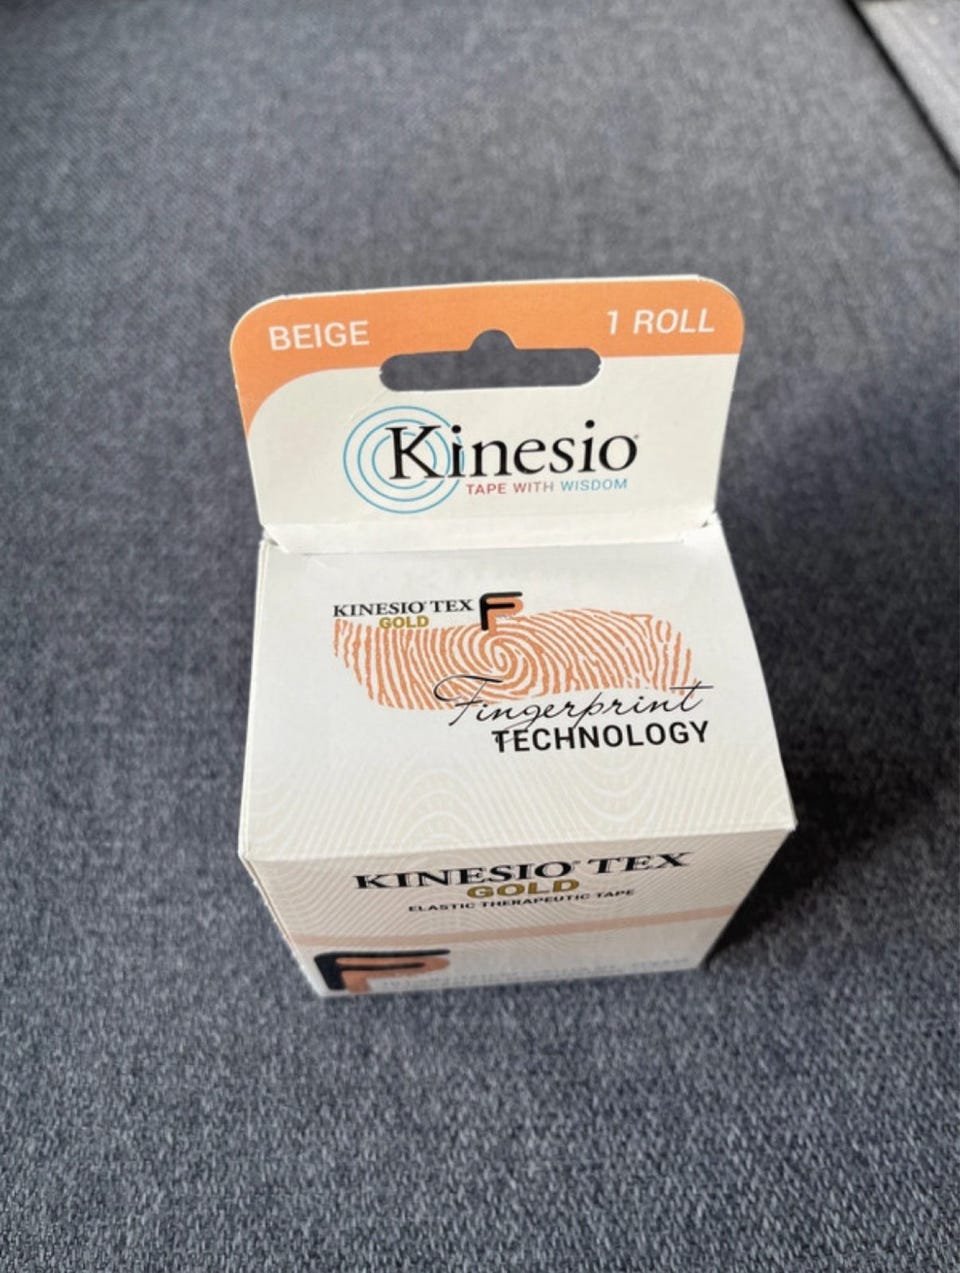 BEIGE
1 ROLL
Kinesio
TAPE WITH WISDOM
KINESIO® TEX F
GOLD
Fingerprint
TECHNOLOGY
KINESIO® TEX
GOLD
ELASTIC THERAPEUTIC TAPE
F